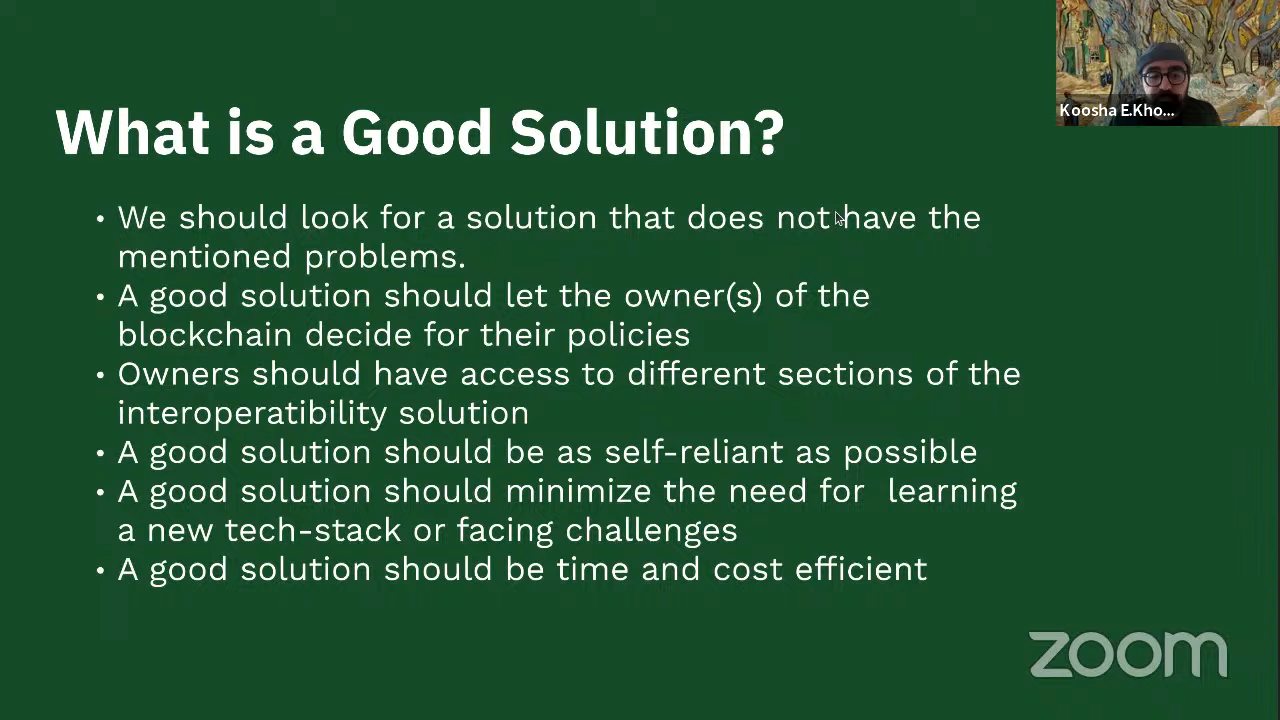 What is a Good Solution?
• We should look for a solution that does not have the
mentioned problems.
• A good solution should let the owner(s) of the
blockchain decide for their policies
• Owners should have access to different sections of the
interoperatibility solution
• A good solution should be as self-reliant as possible
• A good solution should minimize the need for  learning
a new tech-stack or facing challenges
• A good solution should be time and cost efficient
Koosha E.Kho...
zoom